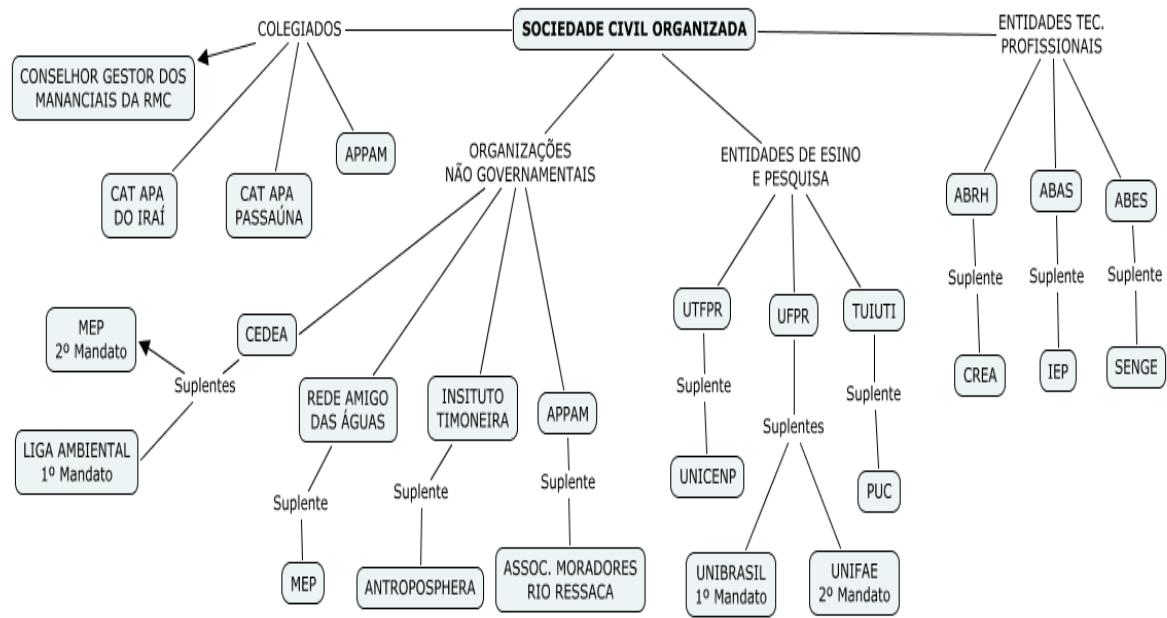 SOCIEDADE CIVIL ORGANIZADA
COLEGIADOS
CONSELHOR GESTOR DOS
MANANCIAIS DA RMC
CAT APA
DO IRAÍ
CAT APA
PASSAÚNA
APPAM
ORGANIZAÇÕES
NÃO GOVERNAMENTAIS
CEDEA
Suplentes
MEP
2º Mandato
LIGA AMBIENTAL
1º Mandato
REDE AMIGO
DAS ÁGUAS
Suplente
MEP
INSITUTO
TIMONEIRA
Suplente
ANTROPOSPHERA
APPAM
Suplente
ASSOC. MORADORES
RIO RESSACA
ENTIDADES DE ESINO
E PESQUISA
UTFPR
Suplente
UNICENP
UFPR
Suplentes
UNIBRASIL
1º Mandato
UNIFAE
2º Mandato
TUIUTI
Suplente
PUC
ENTIDADES TEC.
PROFISSIONAIS
ABRH
Suplente
CREA
ABAS
Suplente
IEP
ABES
Suplente
SENGE